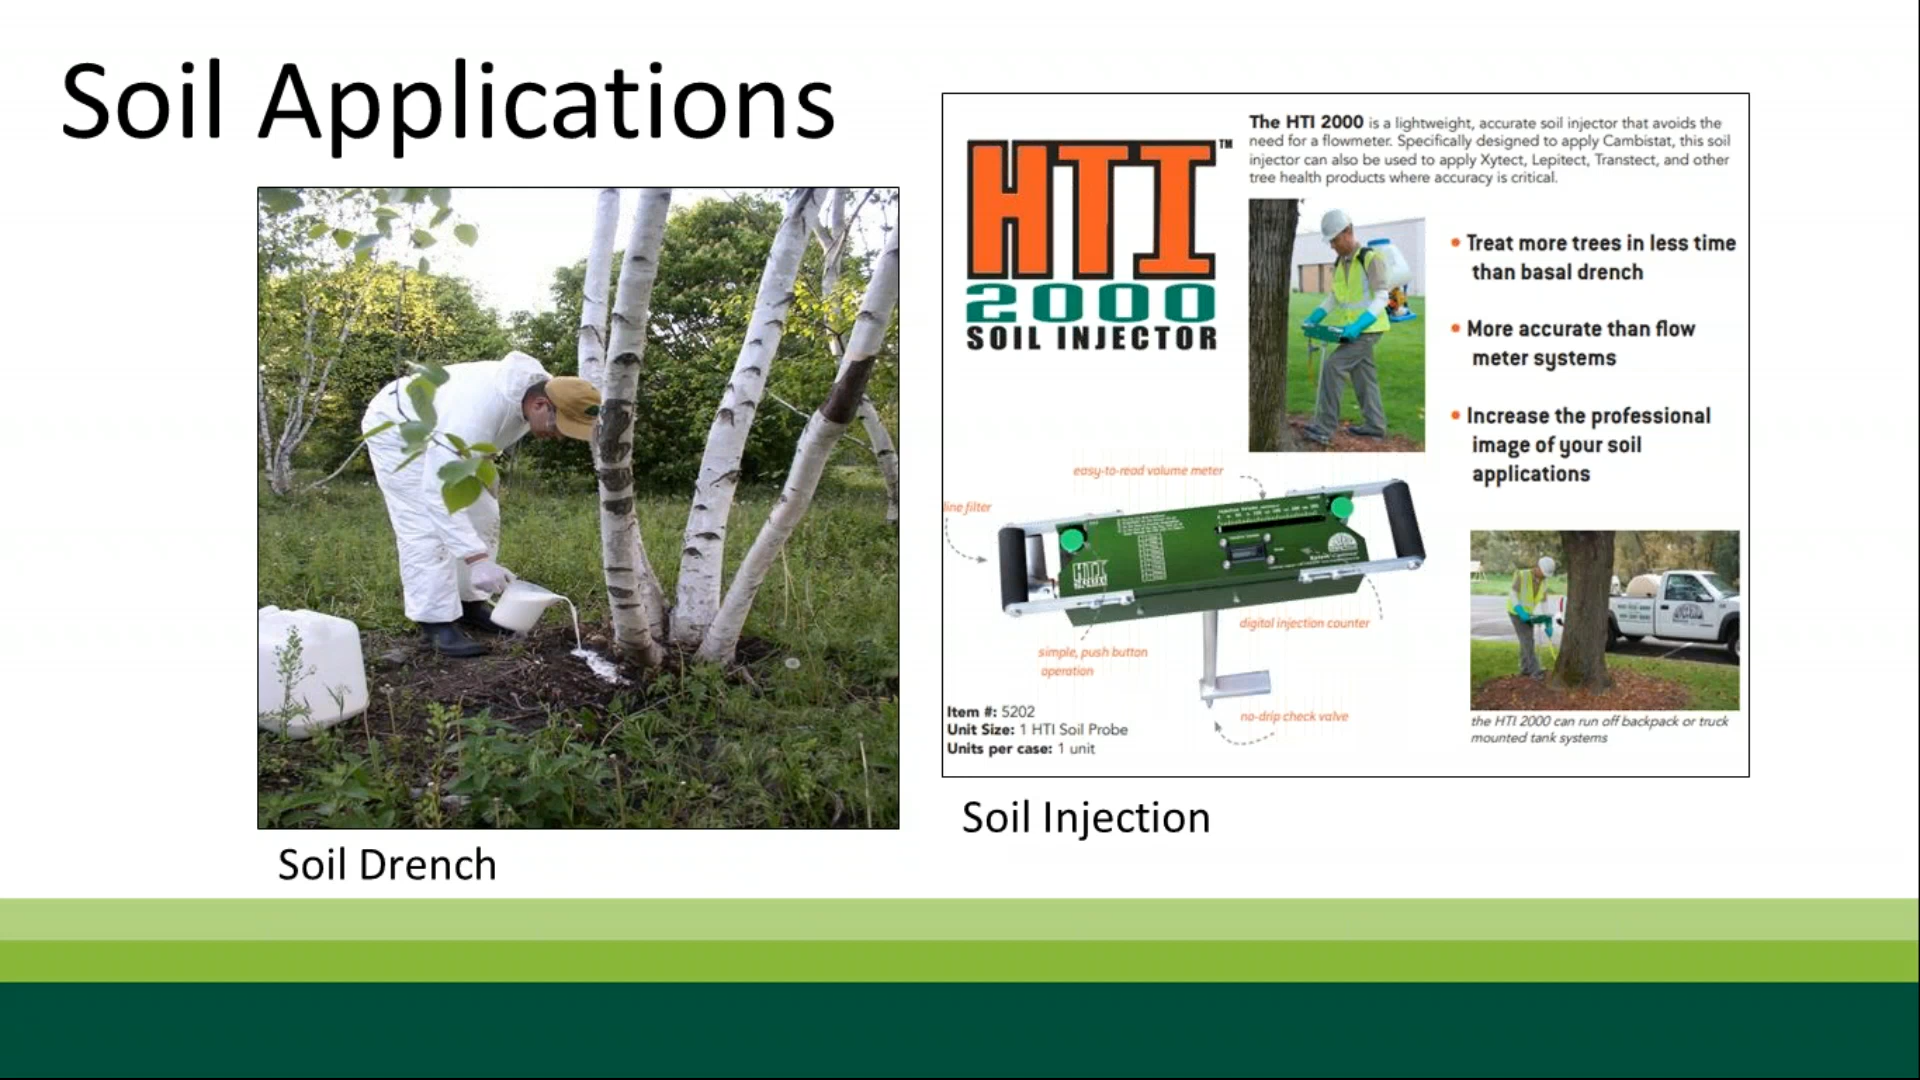 Soil Applications
HTI™
2000
SOIL INJECTOR
The HTI 2000 is a lightweight, accurate soil injector that avoids the
need for a flowmeter. Specifically designed to apply Cambistat, this soil
injector can also be used to apply Xytect, Lepitect, Transtect, and other
tree health products where accuracy is critical.
• Treat more trees in less time
than basal drench
• More accurate than flow
meter systems
• Increase the professional
image of your soil
applications
easy-to-read volume meter
line filter
HTI
digital injection counter
simple, push button
operation
no-drip check valve
Item #: 5202
Unit Size: 1 HTI Soil Probe
Units per case: 1 unit
the HTI 2000 can run off backpack or truck
mounted tank systems
Soil Injection
Soil Drench